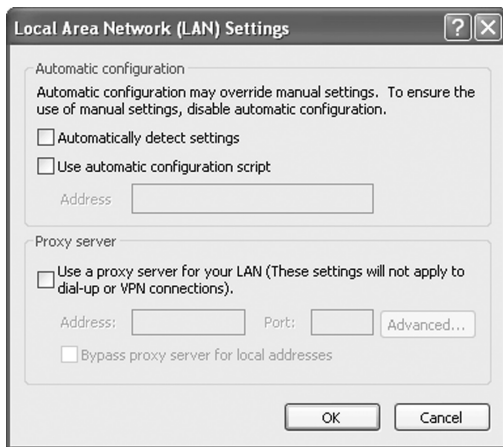 Local Area Network (LAN) Settings
Automatic configuration
Automatic configuration may override manual settings. To ensure the
use of manual settings, disable automatic configuration.
Automatically detect settings
Use automatic configuration script
Address
Proxy server
Use a proxy server for your LAN (These settings will not apply to
dial-up or VPN connections).
Address:
Port:
Advanced...
Bypass proxy server for local addresses
OK
Cancel